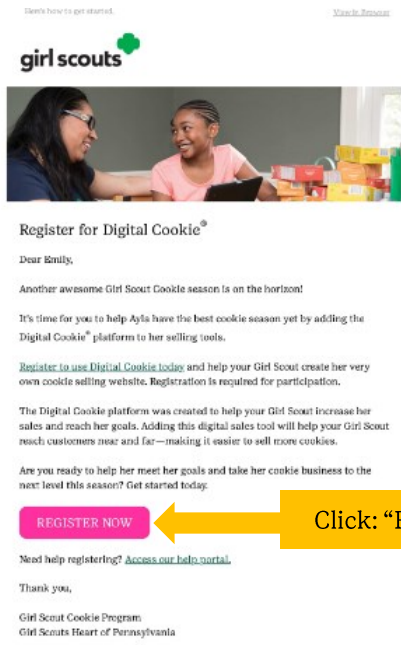 Here's how to get started.
View in Browser
girl scouts
Register for Digital Cookie®
Dear Emily,
Another awesome Girl Scout Cookie season is on the horizon!
It's time for you to help Ayla have the best cookie season yet by adding the
Digital Cookie® platform to her selling tools.
Register to use Digital Cookie today and help your Girl Scout create her very
own cookie selling website. Registration is required for participation.
The Digital Cookie platform was created to help your Girl Scout increase her
sales and reach her goals. Adding this digital sales tool will help your Girl Scout
reach customers near and far—making it easier to sell more cookies.
Are you ready to help her meet her goals and take her cookie business to the
next level this season? Get started today.
REGISTER NOW
Click: “
Need help registering? Access our help portal.
Thank you,
Girl Scout Cookie Program
Girl Scouts Heart of Pennsylvania